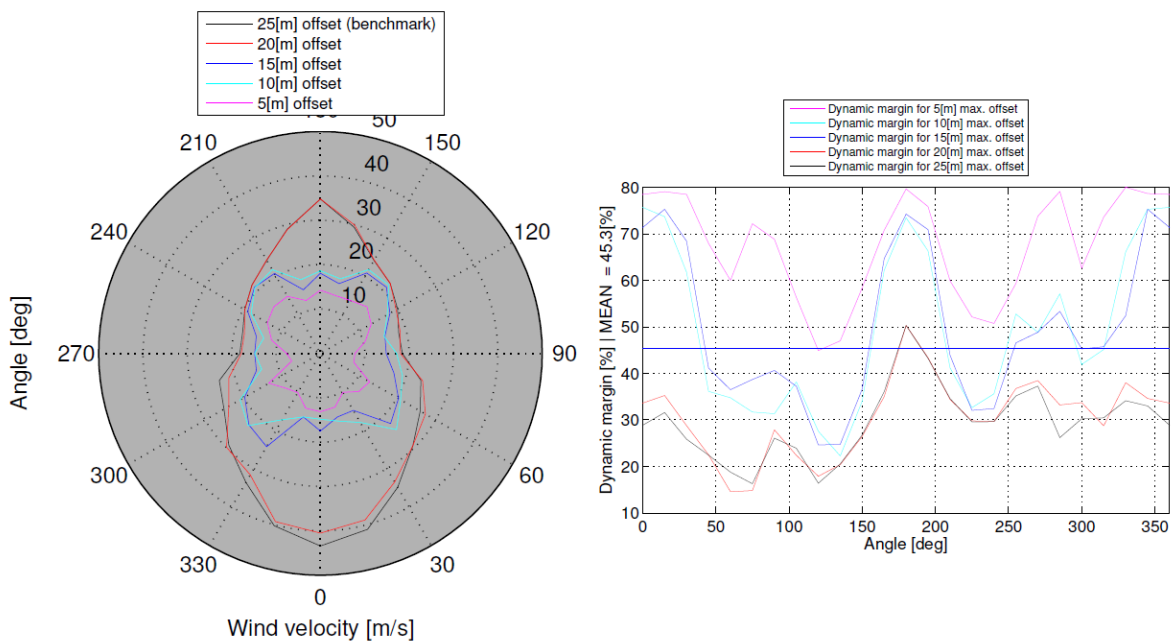 25[m] offset (benchmark)
20[m] offset
15[m] offset
10[m] offset
5[m] offset
50
210
150
40
30
240
120
20
10
Angle [deg]
270
90
300
60
330
30
0
Wind velocity [m/s]
Dynamic margin for 5[m] max. offset
Dynamic margin for 10[m] max. offset
Dynamic margin for 15[m] max. offset
Dynamic margin for 20[m] max. offset
Dynamic margin for 25[m] max. offset
Dynamic margin [%] | MEAN = 45.3[%]
80
70
60
50
40
30
20
10
0 50 100 150 200 250 300 350
Angle [deg]